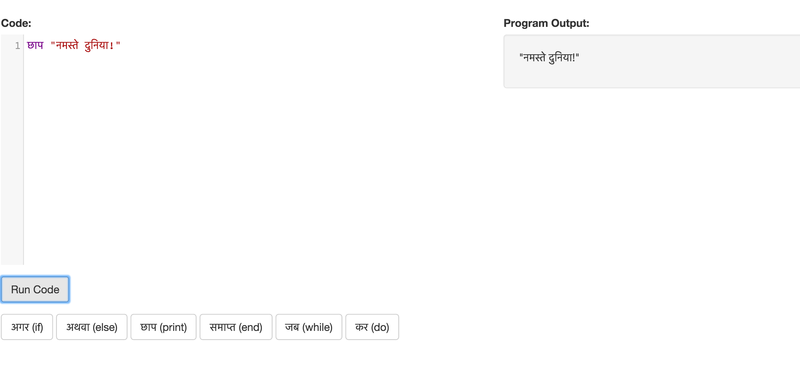 Code:
1 छाप "नमस्ते दुनिया!"
Run Code
अगर (if) अथवा (else) छाप (print) समाप्त (end) जब (while) कर (do)
Program Output:
"नमस्ते दुनिया!"